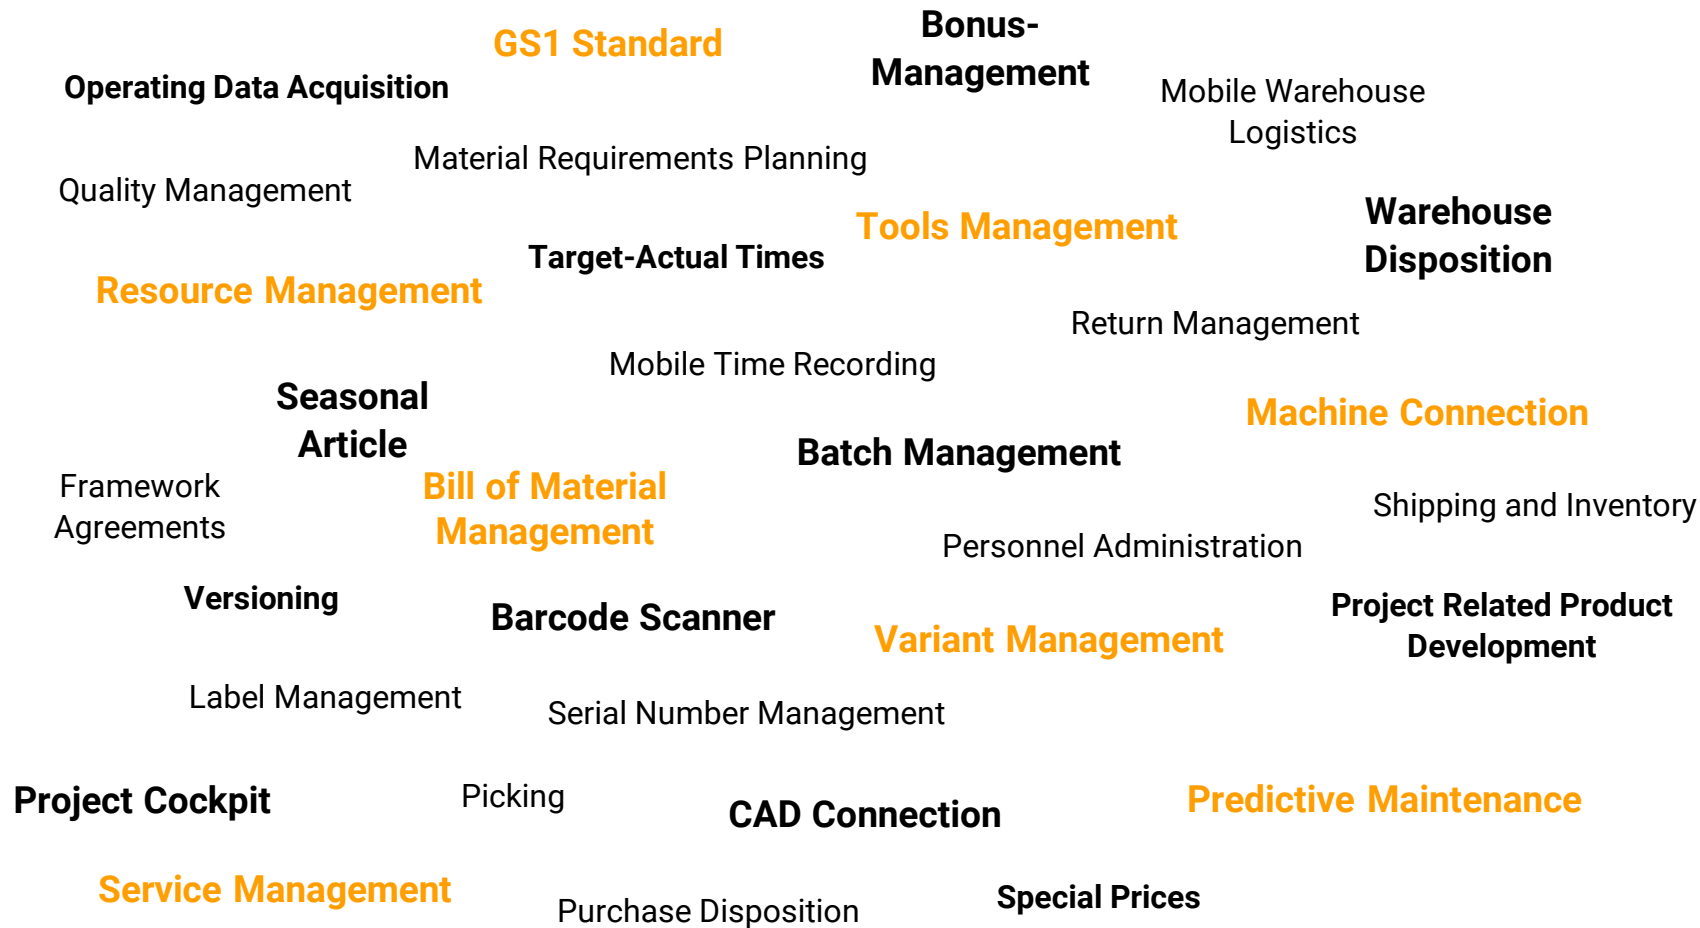 GS1 Standard
Bonus-
Management
Operating Data Acquisition
Mobile Warehouse
Logistics
Material Requirements Planning
Quality Management
Tools Management
Warehouse
Disposition
Target-Actual Times
Resource Management
Return Management
Mobile Time Recording
Seasonal
Article
Machine Connection
Batch Management
Framework
Agreements
Bill of Material
Management
Shipping and Inventory
Personnel Administration
Versioning
Barcode Scanner
Variant Management
Project Related Product
Development
Label Management
Serial Number Management
Project Cockpit
Picking
CAD Connection
Predictive Maintenance
Service Management
Purchase Disposition
Special Prices